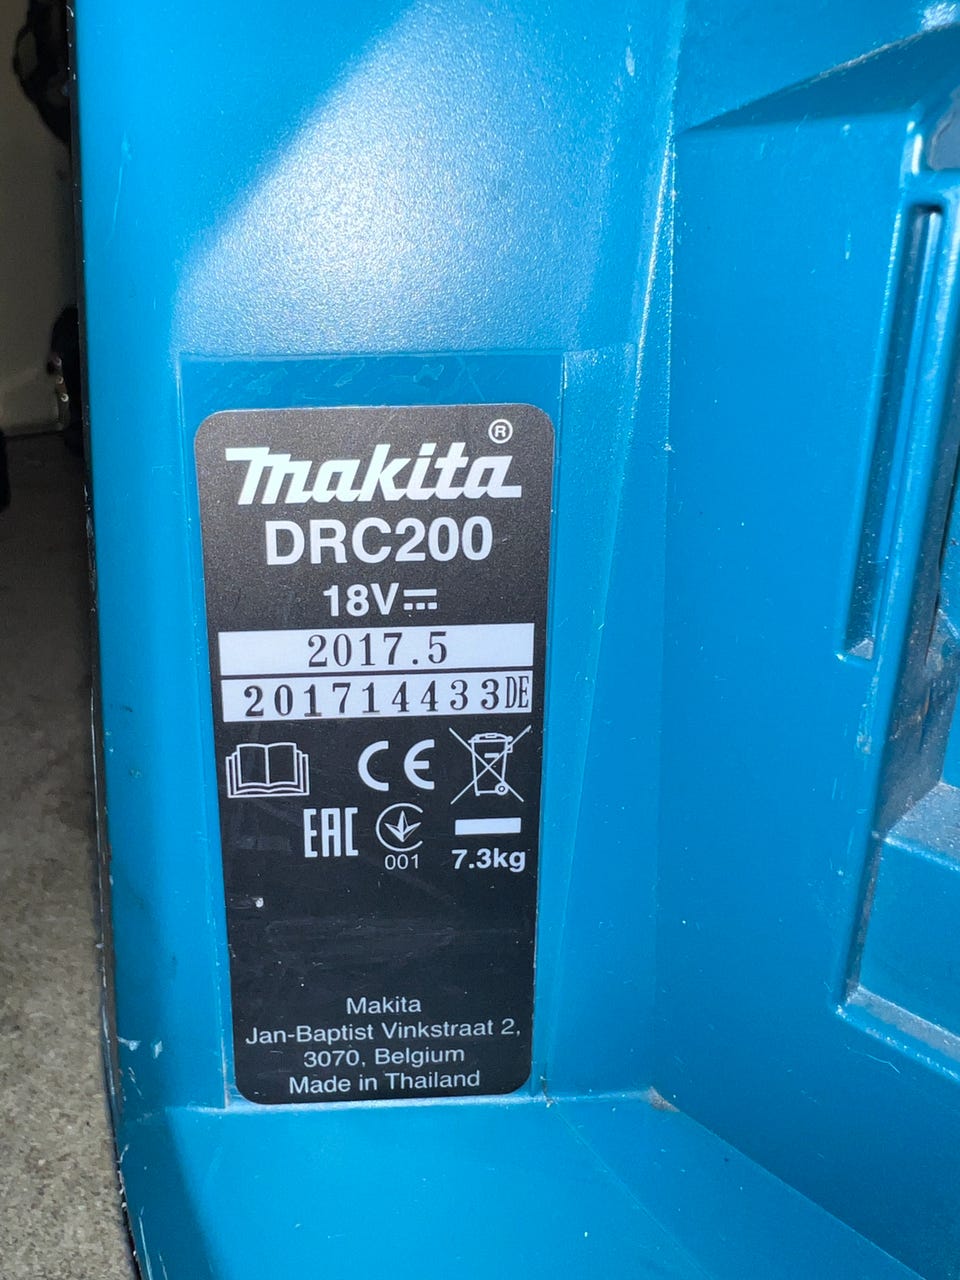 makita®
DRC200
18V⎓
2017.5
201714433DE
CE
EAC
001
7.3kg
Makita
Jan-Baptist Vinkstraat 2,
3070, Belgium
Made in Thailand